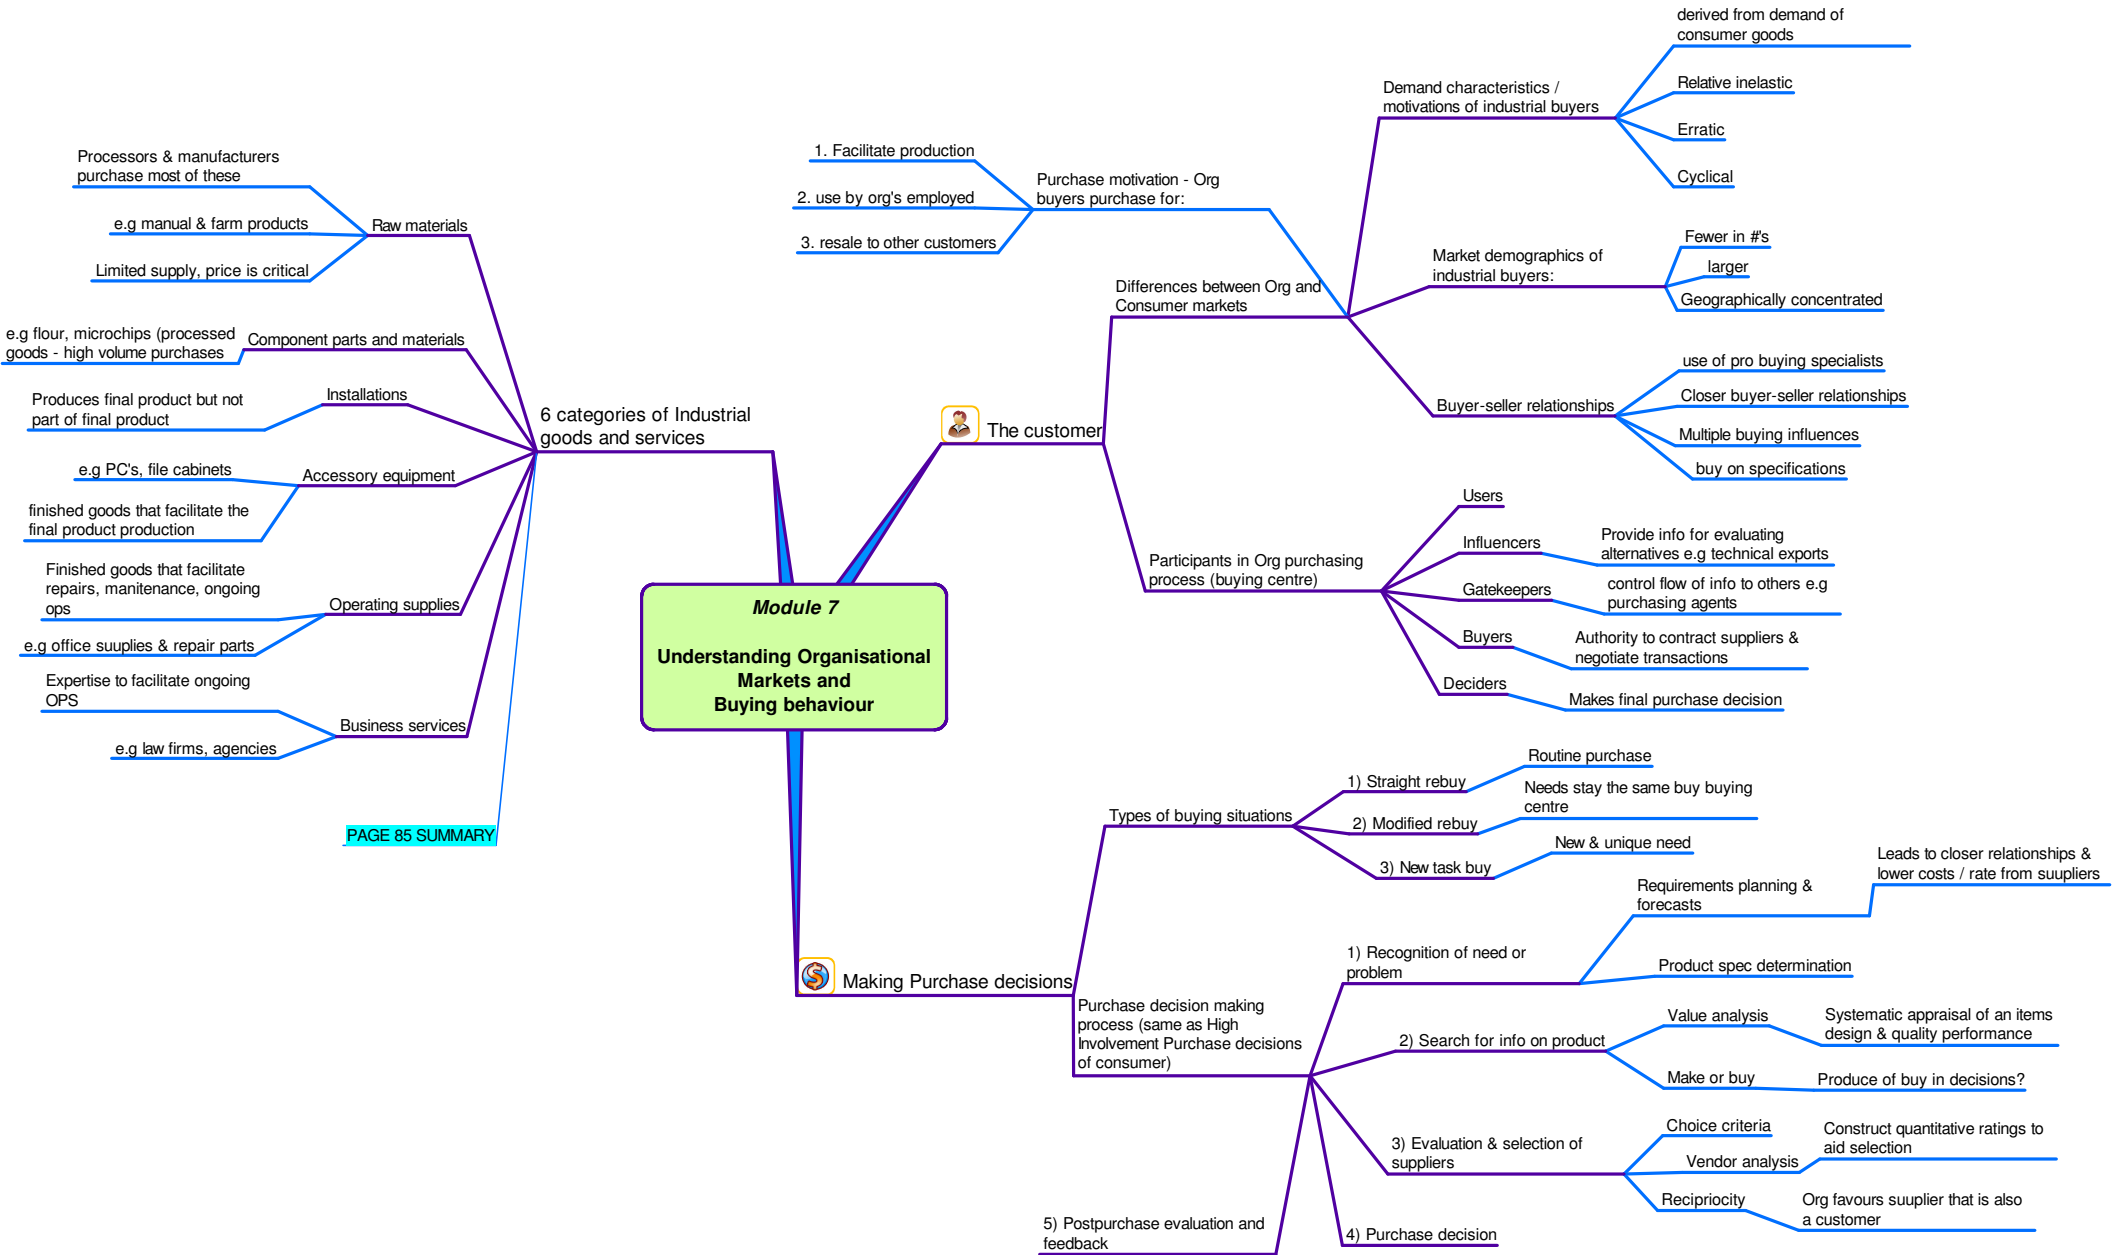 Module 7
Understanding Organisational
Markets and
Buying behaviour
The customer
Differences between Org and
Consumer markets
Purchase motivation - Org
buyers purchase for:
1. Facilitate production
2. use by org's employed
3. resale to other customers
Demand characteristics /
motivations of industrial buyers
derived from demand of
consumer goods
Relative inelastic
Erratic
Cyclical
Market demographics of
industrial buyers:
Fewer in #'s
larger
Geographically concentrated
Buyer-seller relationships
use of pro buying specialists
Closer buyer-seller relationships
Multiple buying influences
buy on specifications
Participants in Org purchasing
process (buying centre)
Users
Influencers
Provide info for evaluating
alternatives e.g technical exports
Gatekeepers
control flow of info to others e.g
purchasing agents
Buyers
Authority to contract suppliers &
negotiate transactions
Deciders
Makes final purchase decision
Making Purchase decisions
Types of buying situations
1) Straight rebuy
Routine purchase
2) Modified rebuy
Needs stay the same buy buying
centre
3) New task buy
New & unique need
Purchase decision making
process (same as High
Involvement Purchase decisions
of consumer)
1) Recognition of need or
problem
Requirements planning &
forecasts
Leads to closer relationships &
lower costs / rate from suupliers
Product spec determination
2) Search for info on product
Value analysis
Systematic appraisal of an items
design & quality performance
Make or buy
Produce of buy in decisions?
3) Evaluation & selection of
suppliers
Choice criteria
Vendor analysis
Construct quantitative ratings to
aid selection
Reciprocity
Org favours suuplier that is also
a customer
4) Purchase decision
5) Postpurchase evaluation and
feedback
6 categories of Industrial
goods and services
Raw materials
Processors & manufacturers
purchase most of these
e.g manual & farm products
Limited supply, price is critical
Component parts and materials
e.g flour, microchips (processed
goods - high volume purchases
Installations
Produces final product but not
part of final product
Accessory equipment
e.g PC's, file cabinets
finished goods that facilitate the
final product production
Operating supplies
Finished goods that facilitate
repairs, manitenance, ongoing
ops
e.g office suuplies & repair parts
Business services
Expertise to facilitate ongoing
OPS
e.g law firms, agencies
PAGE 85 SUMMARY